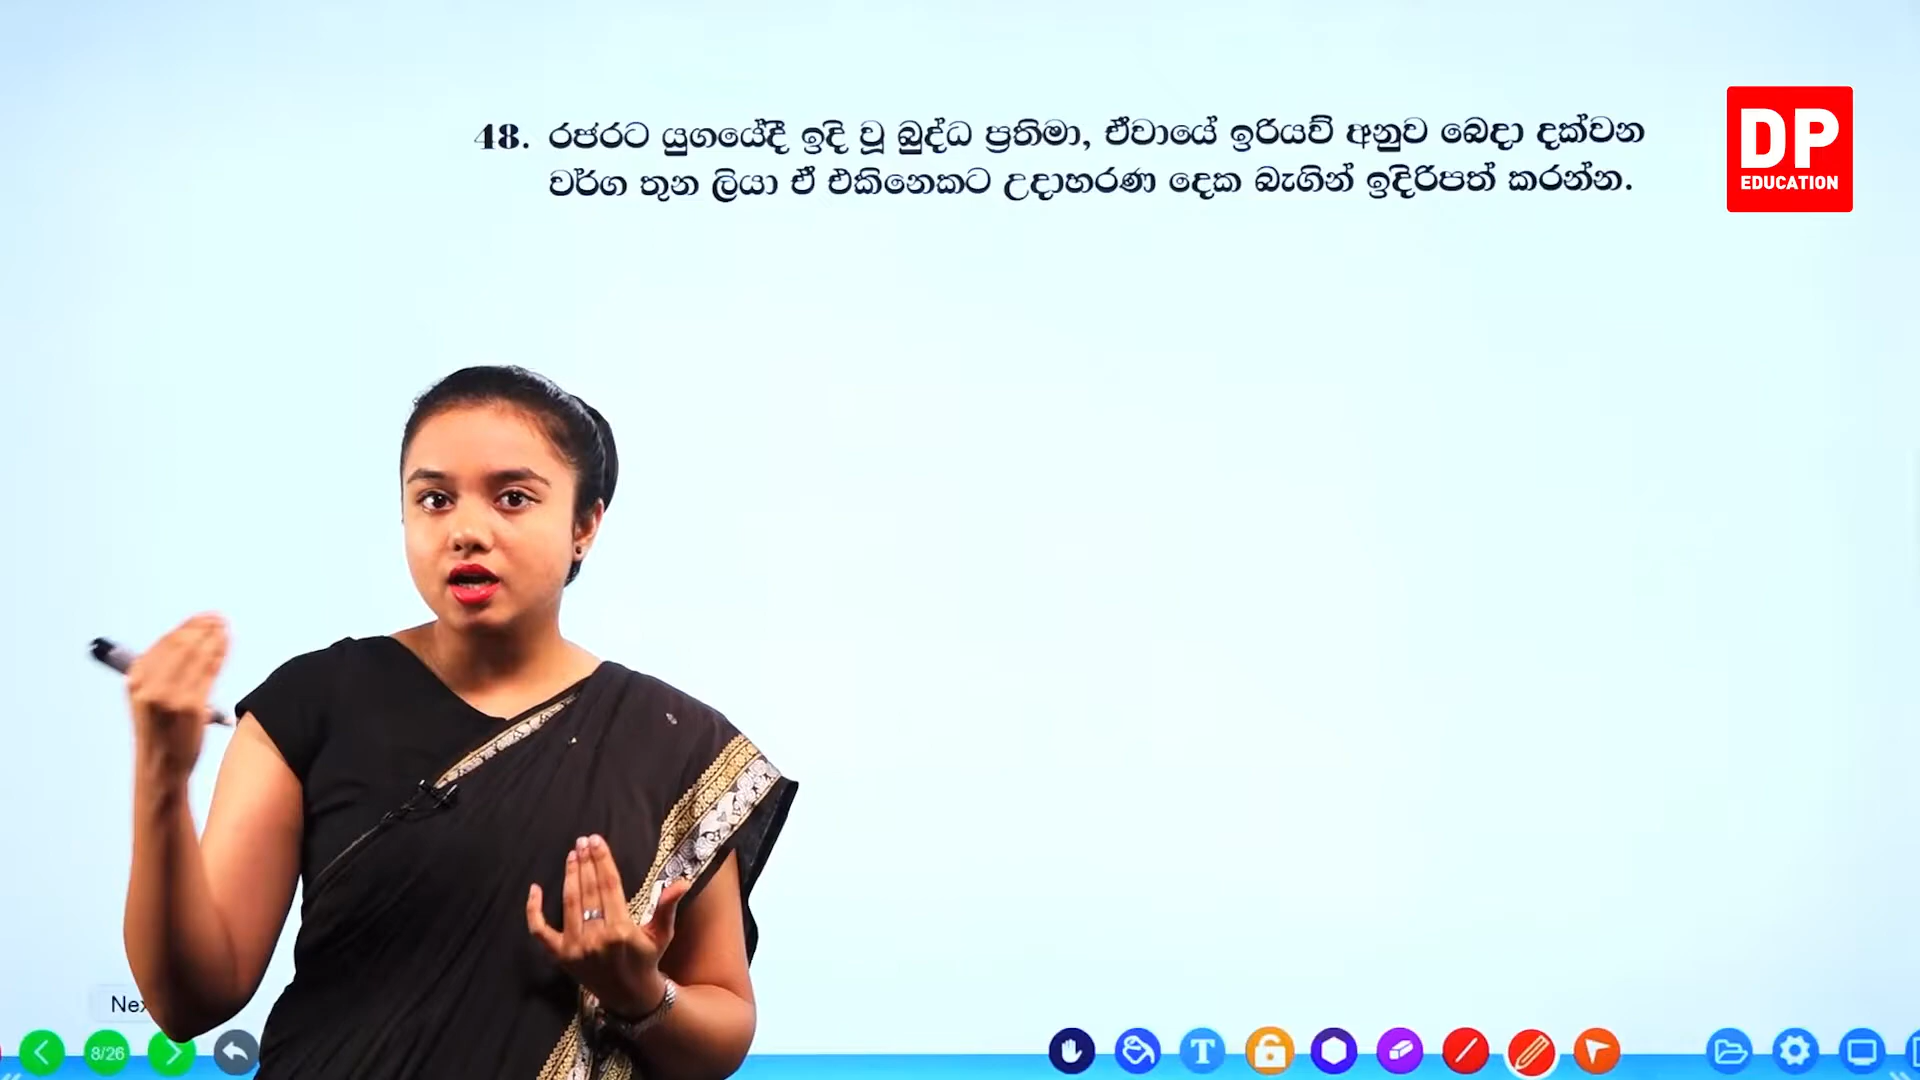 48. රජරට යුගයේදී ඉදි වූ බුද්ධ ප්‍රතිමා, ඒවායේ ඉරියව් අනුව බෙදා දක්වන
වර්ග තුන ලියා ඒ එකිනෙකට උදාහරණ දෙක බැගින් ඉදිරිපත් කරන්න.
DP
EDUCATION
8/26
T